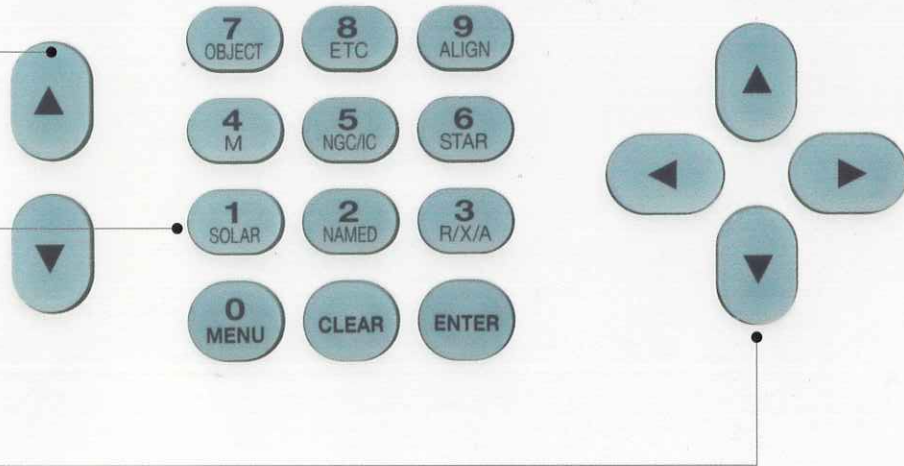 7
OBJECT
8
ETC
9
ALIGN
4
M
5
NGC/IC
6
STAR
1
SOLAR
2
NAMED
3
R/X/A
0
MENU
CLEAR
ENTER